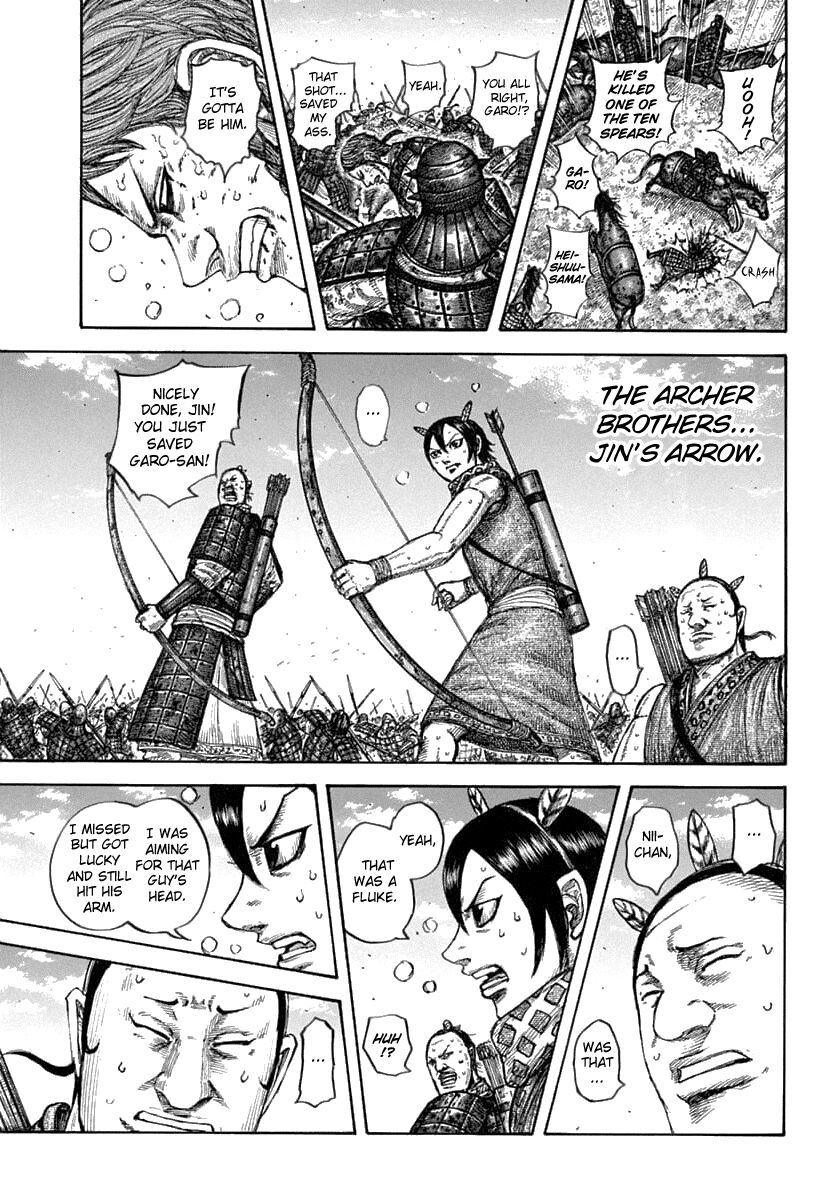 UOOH!
HE'S
KILLED
ONE OF
THE TEN
SPEARS!
GA-
RO!
HEI-
SHUU-
SAMA!
CRASH
YOU ALL
RIGHT,
GARO!?
YEAH.
THAT
SHOT...
SAVED
MY
ASS.
IT'S
GOTTA
BE HIM.
THE ARCHER
BROTHERS...
JIN'S ARROW.
...
NICELY
DONE, JIN!
YOU JUST
SAVED
GARO-SAN!
...
...
NII-
CHAN,
WAS
THAT
...
YEAH,
THAT
WAS A
FLUKE.
HUH
!?
I WAS
AIMING
FOR THAT
GUY'S
HEAD.
I MISSED
BUT GOT
LUCKY
AND STILL
HIT HIS
ARM.
...